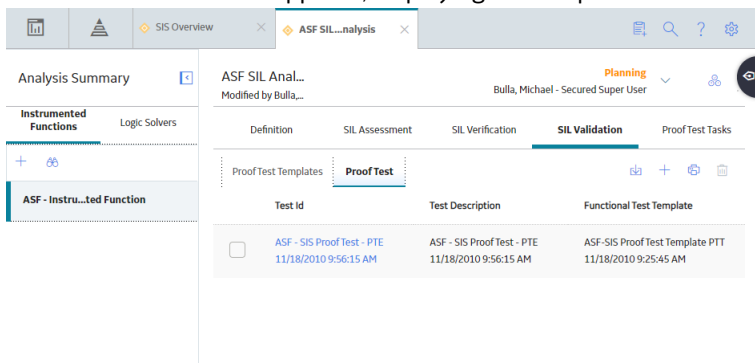 SIS Overview
ASF SIL...nalysis
Analysis Summary
ASF SIL Anal...
Modified by Bulla,...
Planning
Bulla, Michael - Secured Super User
Instrumented
Functions
Logic Solvers
Definition
SIL Assessment
SIL Verification
SIL Validation
Proof Test Tasks
Proof Test Templates
Proof Test
ASF - Instru...ted Function
Test Id
Test Description
Functional Test Template
ASF - SIS Proof Test - PTE
11/18/2010 9:56:15 AM
ASF - SIS Proof Test - PTE
11/18/2010 9:56:15 AM
ASF-SIS Proof Test Template PTT
11/18/2010 9:25:45 AM